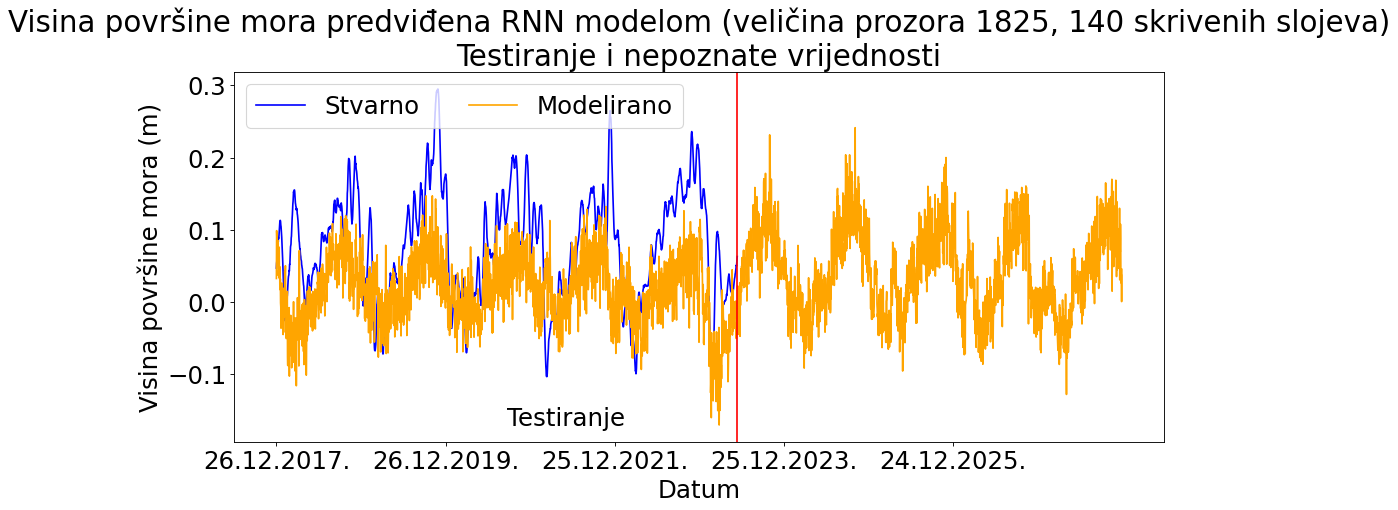 Visina površine mora predviđena RNN modelom (veličina prozora 1825, 140 skrivenih slojeva)
Testiranje i nepoznate vrijednosti
Stvarno
Modelirano
Visina površine mora (m)
0.3
0.2
0.1
0.0
−0.1
Testiranje
26.12.2017.
26.12.2019.
25.12.2021.
25.12.2023.
24.12.2025.
Datum